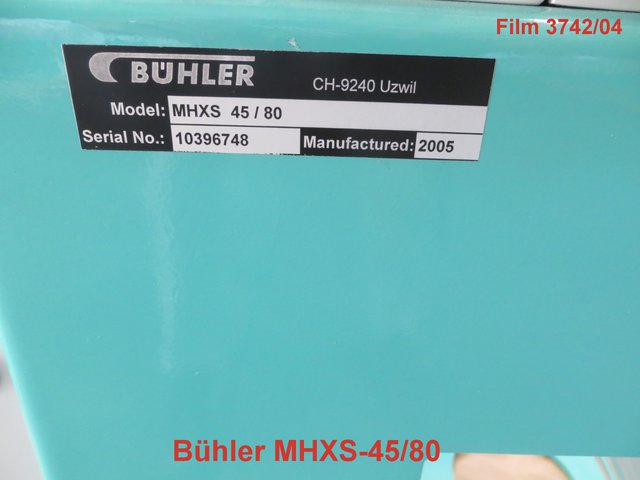 Film 3742/04
BÜHLER
CH-9240 Uzwil
Model: MHXS 45 / 80
Serial No.: 10396748 Manufactured: 2005
Bühler MHXS-45/80